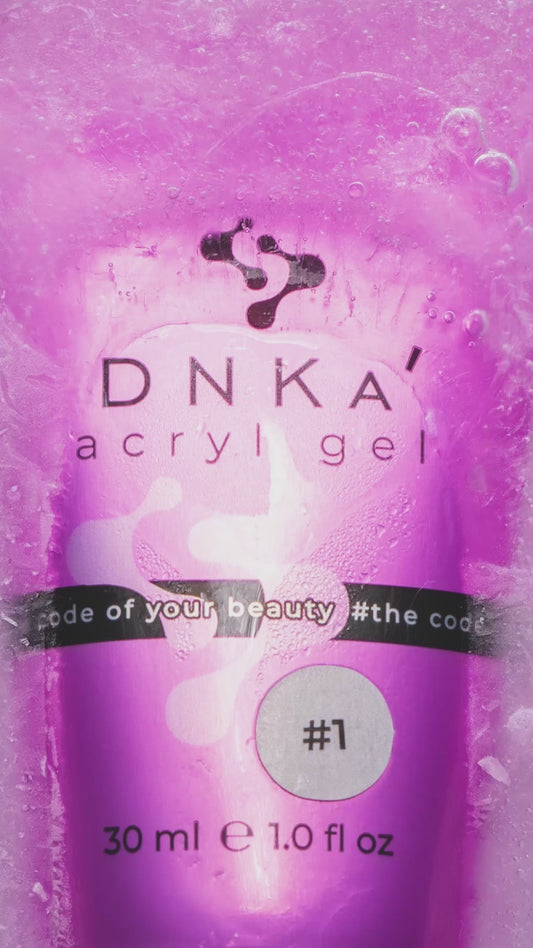 DNKA’
acryl gel
code of your beauty #the code
#1
30 ml ℮ 1.0 fl oz